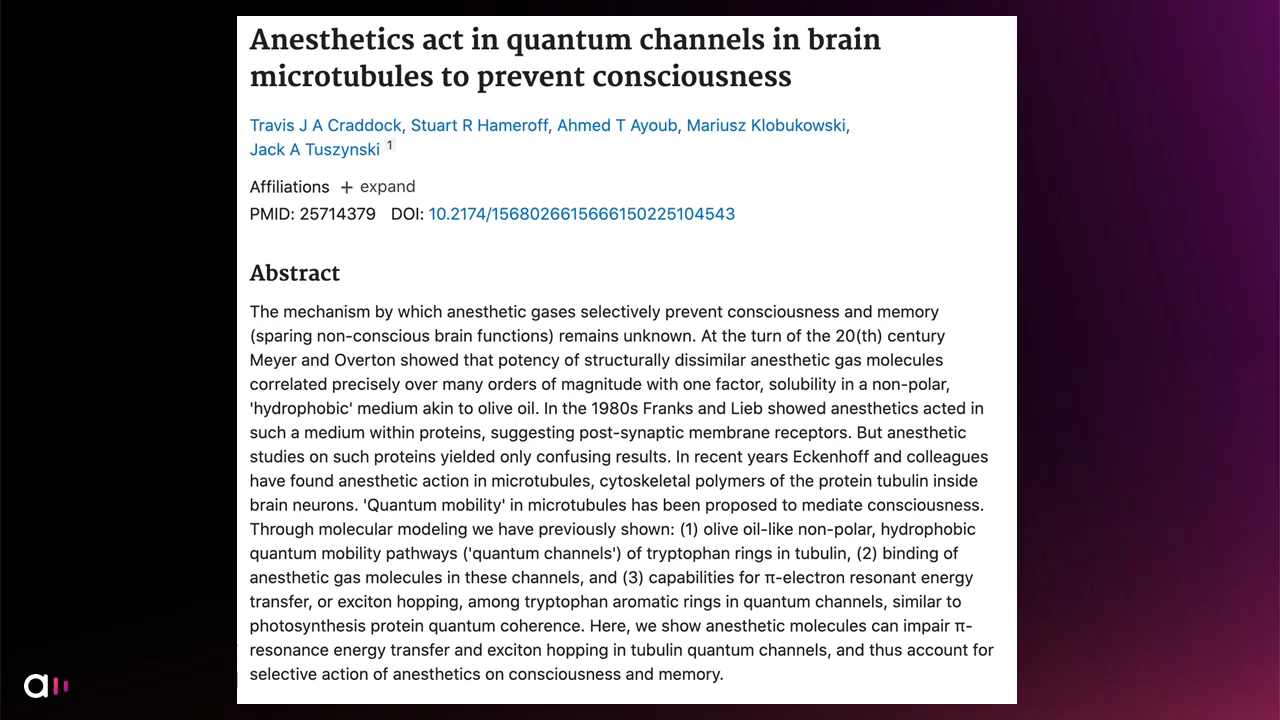 Anesthetics act in quantum channels in brain
microtubules to prevent consciousness
Travis J A Craddock, Stuart R Hameroff, Ahmed T Ayoub, Mariusz Klobukowski,
Jack A Tuszynski 1
Affiliations + expand
PMID: 25714379 DOI: 10.2174/1568026615666150225104543
Abstract
The mechanism by which anesthetic gases selectively prevent consciousness and memory
(sparing non-conscious brain functions) remains unknown. At the turn of the 20(th) century
Meyer and Overton showed that potency of structurally dissimilar anesthetic gas molecules
correlated precisely over many orders of magnitude with one factor, solubility in a non-polar,
'hydrophobic' medium akin to olive oil. In the 1980s Franks and Lieb showed anesthetics acted in
such a medium within proteins, suggesting post-synaptic membrane receptors. But anesthetic
studies on such proteins yielded only confusing results. In recent years Eckenhoff and colleagues
have found anesthetic action in microtubules, cytoskeletal polymers of the protein tubulin inside
brain neurons. 'Quantum mobility' in microtubules has been proposed to mediate consciousness.
Through molecular modeling we have previously shown: (1) olive oil-like non-polar, hydrophobic
quantum mobility pathways ('quantum channels') of tryptophan rings in tubulin, (2) binding of
anesthetic gas molecules in these channels, and (3) capabilities for π-electron resonant energy
transfer, or exciton hopping, among tryptophan aromatic rings in quantum channels, similar to
photosynthesis protein quantum coherence. Here, we show anesthetic molecules can impair π-
resonance energy transfer and exciton hopping in tubulin quantum channels, and thus account for
selective action of anesthetics on consciousness and memory.